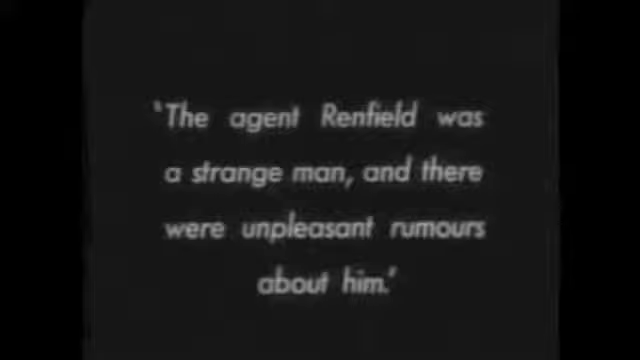 'The agent Renfield was
a strange man, and there
were unpleasant rumours
about him.'